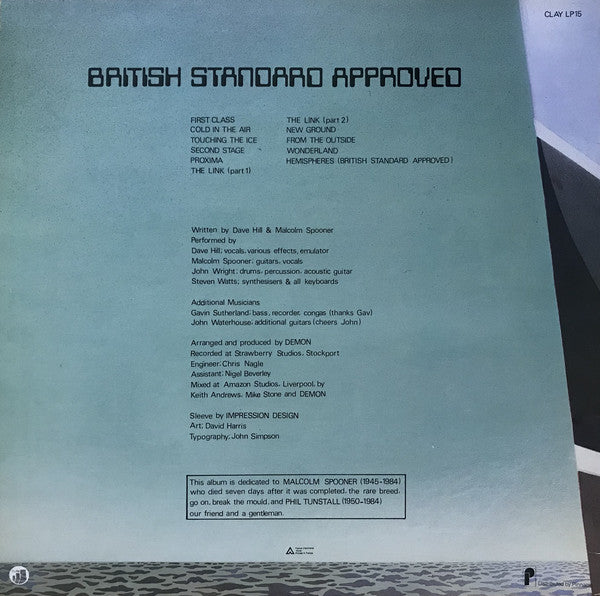 CLAY LP15
BRITISH STANDARD APPROVED
FIRST CLASS
COLD IN THE AIR
TOUCHING THE ICE
SECOND STAGE
PROXIMA
THE LINK (part 1)
THE LINK (part 2)
NEW GROUND
FROM THE OUTSIDE
WONDERLAND
HEMISPHERES (BRITISH STANDARD APPROVED)
Written by Dave Hill & Malcolm Spooner
Performed by
Dave Hill; vocals, various effects, emulator
Malcolm Spooner; guitars, vocals
John Wright; drums, percussion, acoustic guitar
Steven Watts; synthesisers & all keyboards
Additional Musicians
Gavin Sutherland; bass, recorder, congas (thanks Gav)
John Waterhouse; additional guitars (cheers John)
Arranged and produced by DEMON
Recorded at Strawberry Studios, Stockport
Engineer; Chris Nagle
Assistant; Nigel Beverley
Mixed at Amazon Studios, Liverpool, by
Keith Andrews, Mike Stone and DEMON
Sleeve by IMPRESSION DESIGN
Art; David Harris
Typography; John Simpson
This album is dedicated to MALCOLM SPOONER (1945-1984)
who died seven days after it was completed, the rare breed,
go on, break the mould, and PHIL TUNSTALL (1950-1984)
our friend and a gentleman.
P
Distributed by